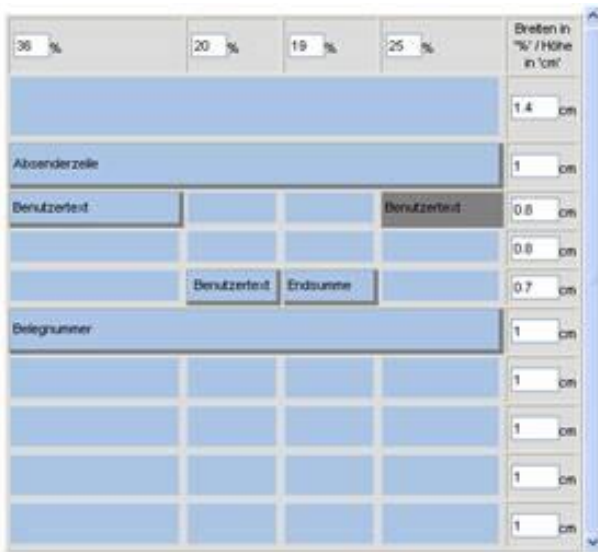 36 % 20 % 19 % 25 % Breiten in
"%" / Höhe
in 'cm'
1.4 cm
Absenderzeile 1 cm
Benutzertext Benutzertext 0.8 cm
0.8 cm
Benutzertext Endsumme 0.7 cm
Belegnummer 1 cm
1 cm
1 cm
1 cm
1 cm